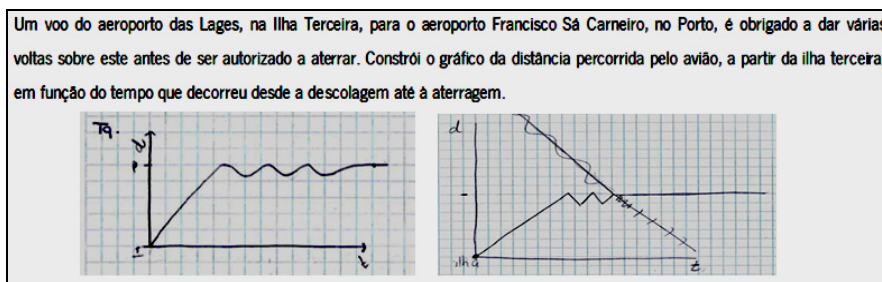 Um voo do aeroporto das Lages, na Ilha Terceira, para o aeroporto Francisco Sá Carneiro, no Porto, é obrigado a dar várias
voltas sobre este antes de ser autorizado a aterrar. Constrói o gráfico da distância percorrida pelo avião, a partir da ilha terceira
em função do tempo que decorreu desde a descolagem até à aterragem.
d
ilha
t